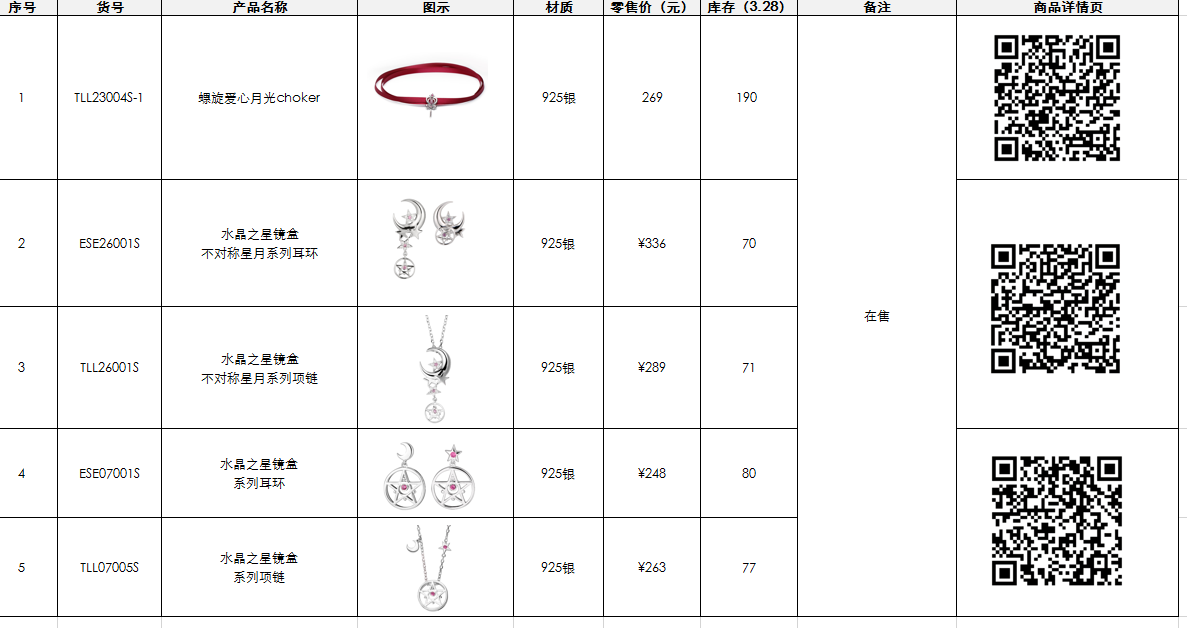 序号 货号 产品名称 图示 材质 零售价（元） 库存（3.28） 备注 商品详情页
1 TLL23004S-1 螺旋爱心月光choker 925银 269 190
2 ESE26001S 水晶之星镜盒 925银 ¥336 70
不对称星月系列耳环
在售
3 TLL26001S 水晶之星镜盒 925银 ¥289 71
不对称星月系列项链
4 ESE07001S 水晶之星镜盒 925银 ¥248 80
系列耳环
5 TLL07005S 水晶之星镜盒 925银 ¥263 77
系列项链